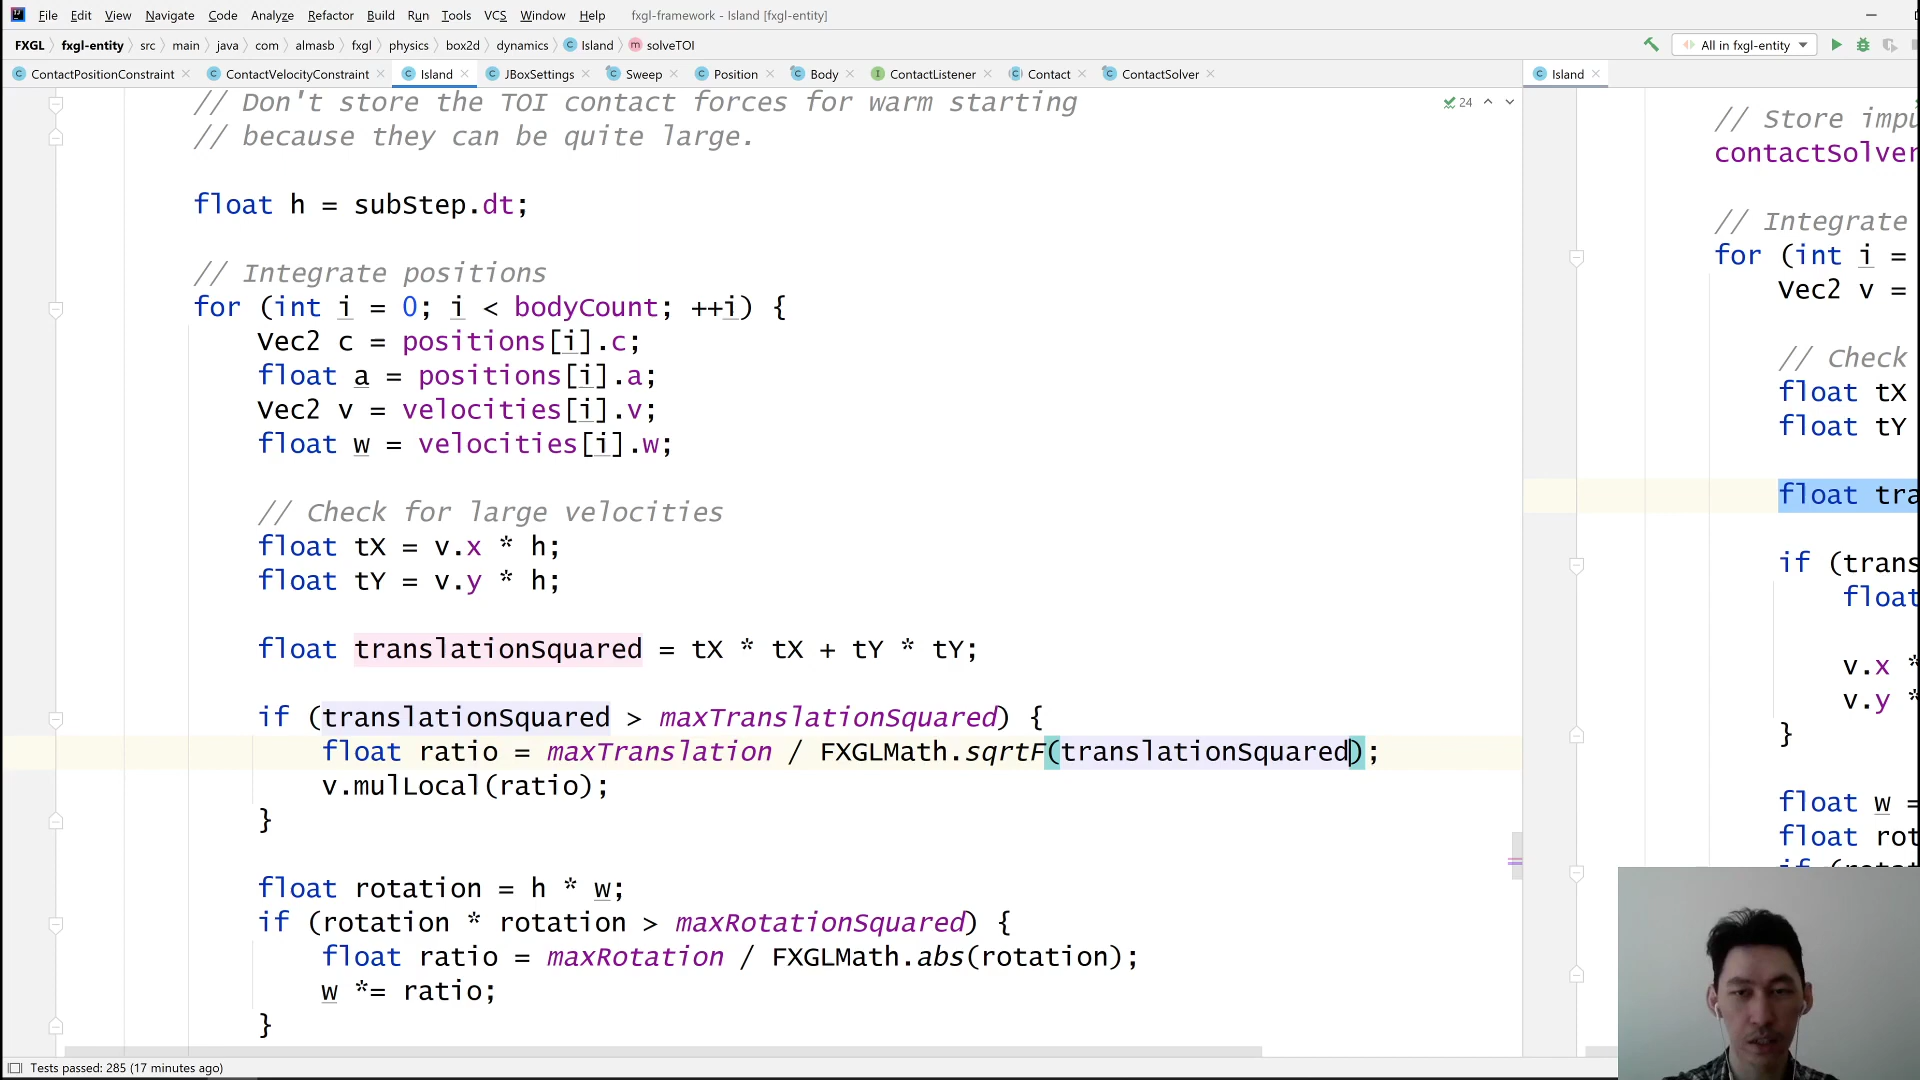 File Edit View Navigate Code Analyze Refactor Build Run Tools VCS Window Help fxgl-framework - Island [fxgl-entity]
FXGL fxgl-entity src main java com almasb fxgl physics box2d dynamics Island solveTOI All in fxgl-entity
ContactPositionConstraint ContactVelocityConstraint Island JBoxSettings Sweep Position Body ContactListener Contact ContactSolver Island
// Don't store the TOI contact forces for warm starting
// because they can be quite large.
float h = subStep.dt;
// Integrate positions
for (int i = 0; i < bodyCount; ++i) {
Vec2 c = positions[i].c;
float a = positions[i].a;
Vec2 v = velocities[i].v;
float w = velocities[i].w;
// Check for large velocities
float tX = v.x * h;
float tY = v.y * h;
float translationSquared = tX * tX + tY * tY;
if (translationSquared > maxTranslationSquared) {
float ratio = maxTranslation / FXGLMath.sqrtF(translationSquared);
v.mulLocal(ratio);
}
float rotation = h * w;
if (rotation * rotation > maxRotationSquared) {
float ratio = maxRotation / FXGLMath.abs(rotation);
w *= ratio;
}
24
// Store impu
contactSolver
// Integrate
for (int i =
Vec2 v =
// Check
float tX
float tY
float tra
if (trans
float
v.x *
v.y *
}
float w =
float rot
Tests passed: 285 (17 minutes ago)